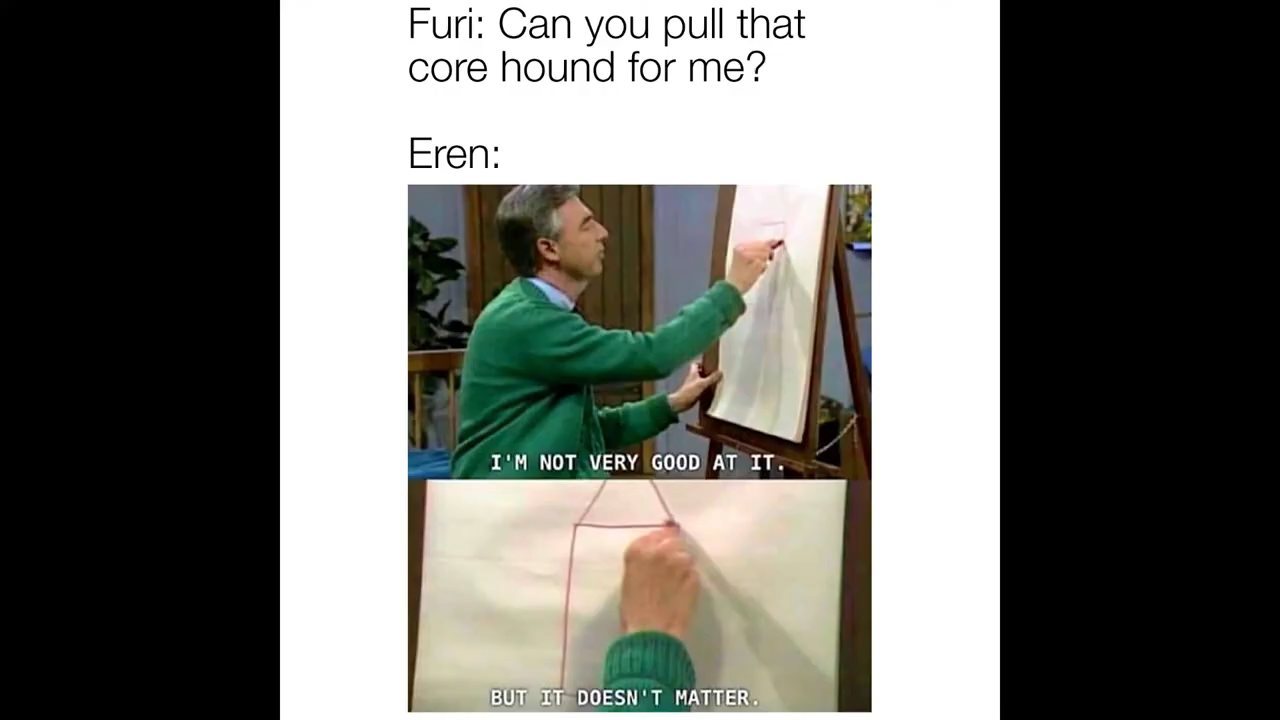 Furi: Can you pull that
core hound for me?
Eren:
I'M NOT VERY GOOD AT IT.
BUT IT DOESN'T MATTER.